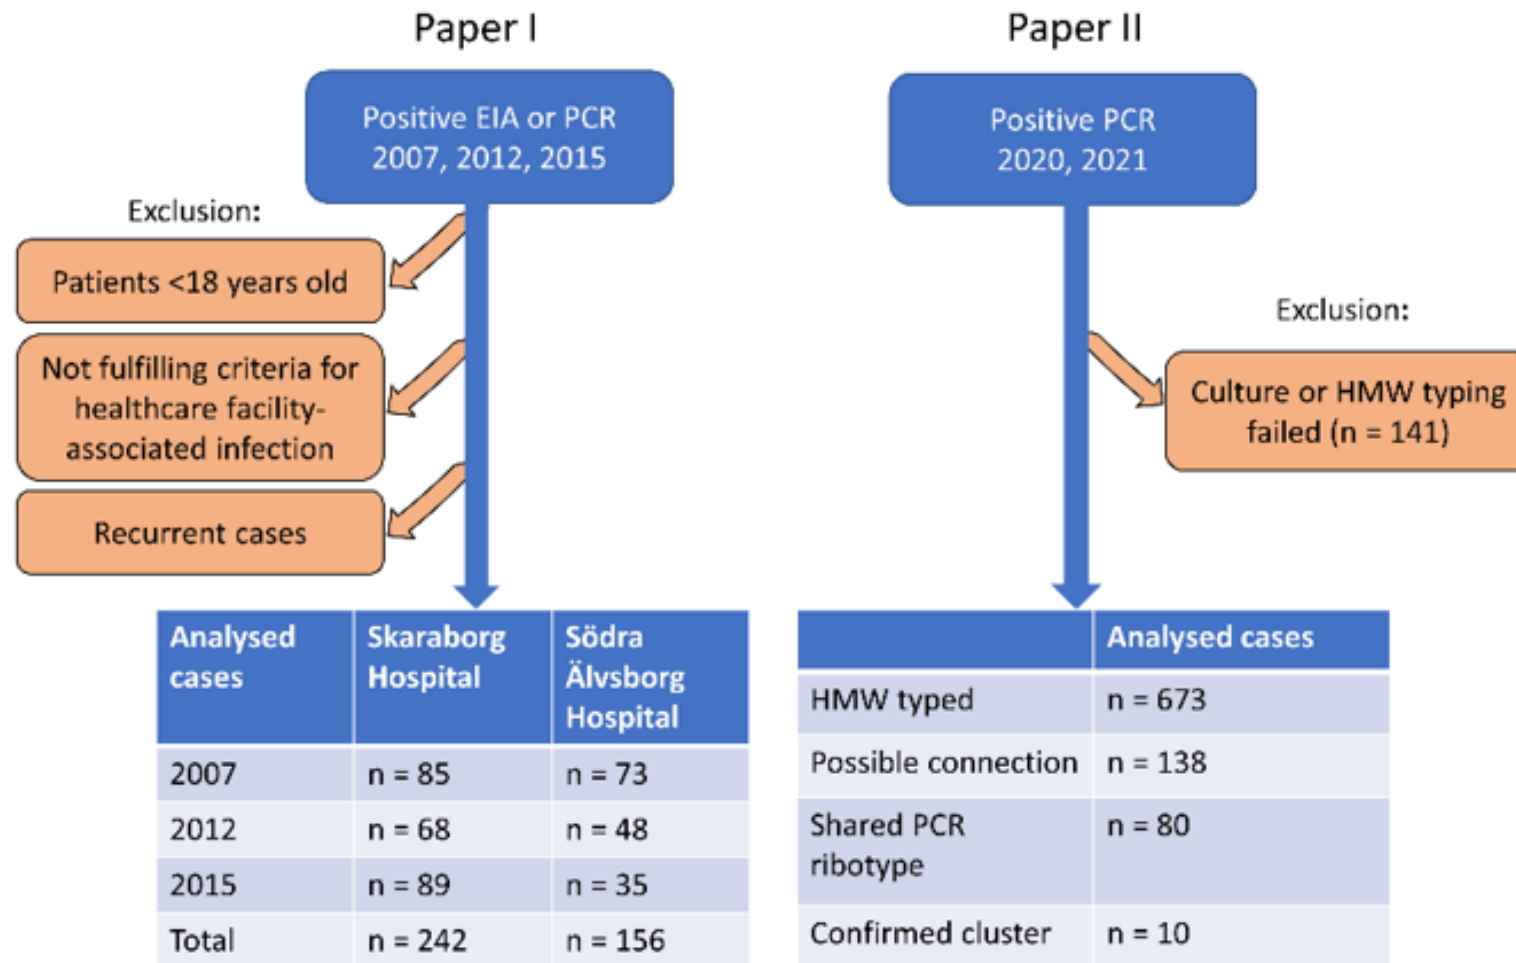 Paper I
Positive EIA or PCR
2007, 2012, 2015
Exclusion:
Patients <18 years old
Not fulfilling criteria for
healthcare facility-
associated infection
Recurrent cases
Analysed
cases
Skaraborg
Hospital
Södra
Älvsborg
Hospital
2007
n = 85
n = 73
2012
n = 68
n = 48
2015
n = 89
n = 35
Total
n = 242
n = 156
Paper II
Positive PCR
2020, 2021
Exclusion:
Culture or HMW typing
failed (n = 141)
Analysed cases
HMW typed
n = 673
Possible connection
n = 138
Shared PCR
ribotype
n = 80
Confirmed cluster
n = 10